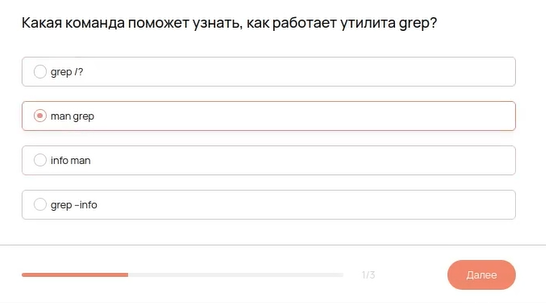 Какая команда поможет узнать, как работает утилита grep?
grep /?
man grep
info man
grep –info
1/3
Далее